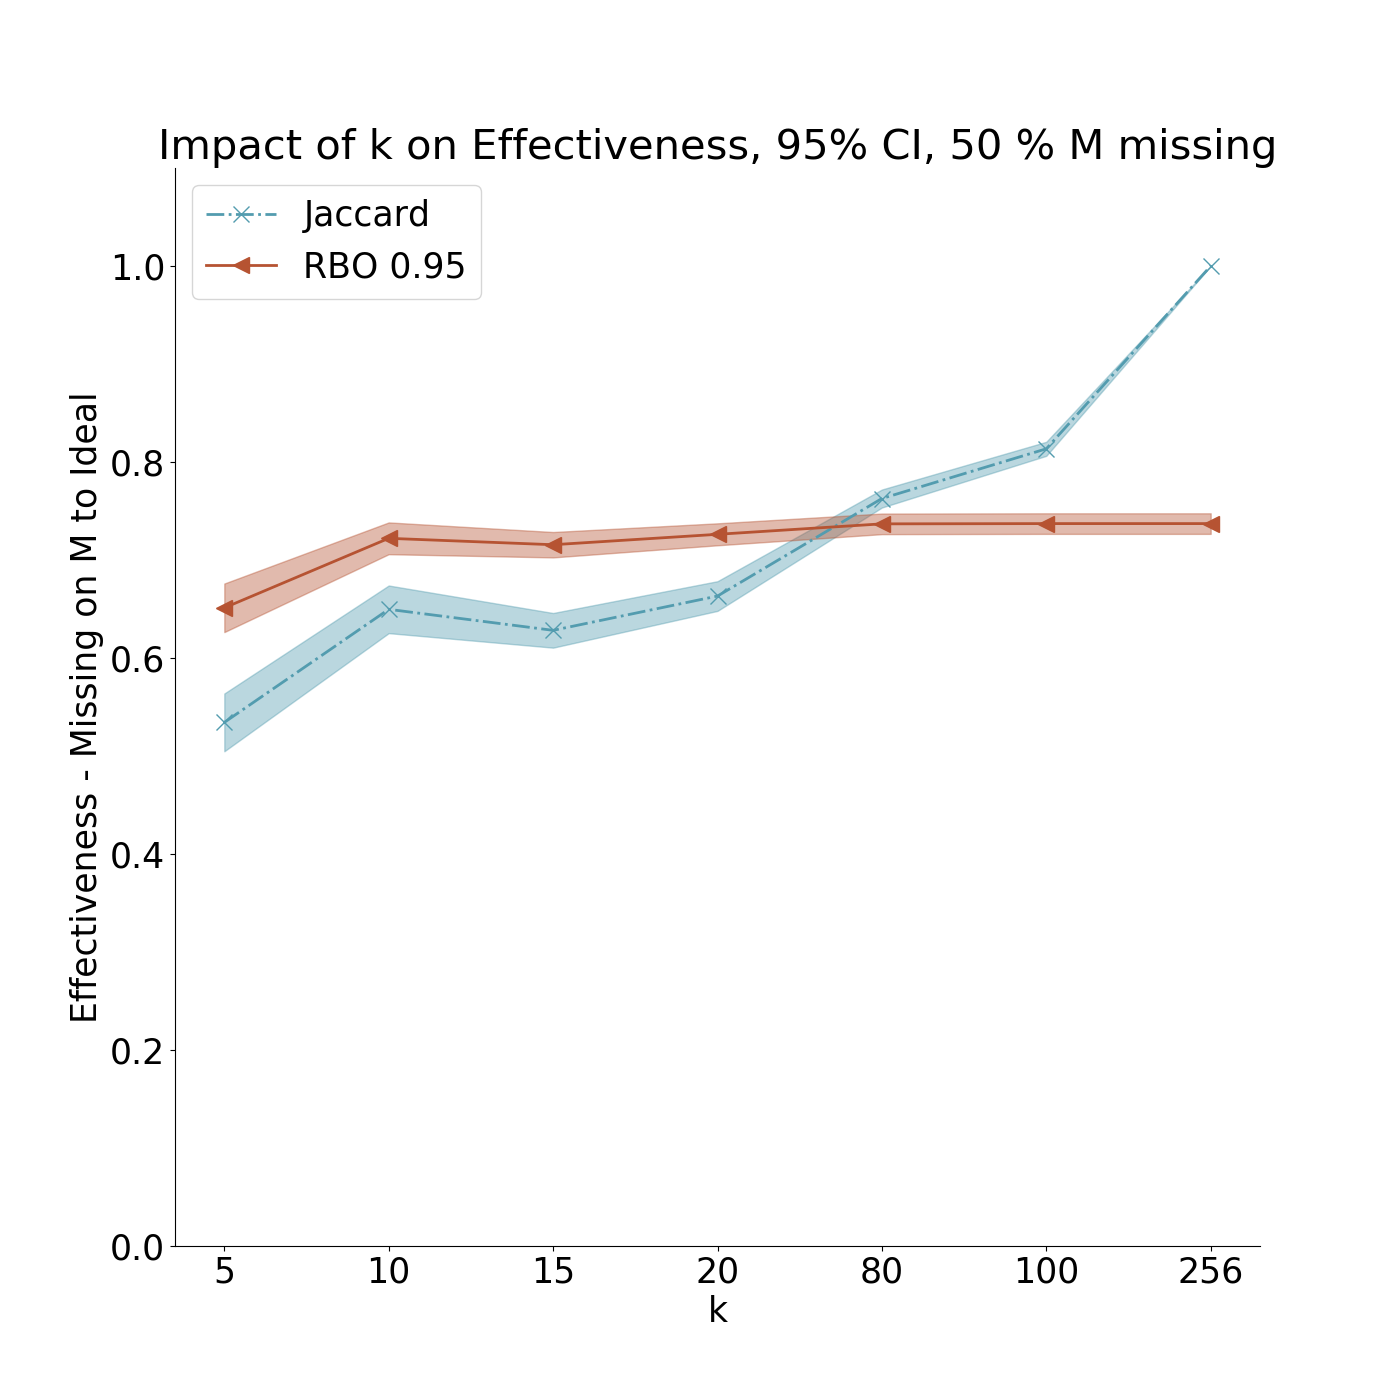 Impact of k on Effectiveness, 95% CI, 50 % M missing
Jaccard
RBO 0.95
Effectiveness - Missing on M to Ideal
1.0
0.8
0.6
0.4
0.2
0.0
5 10 15 20 80 100 256
k